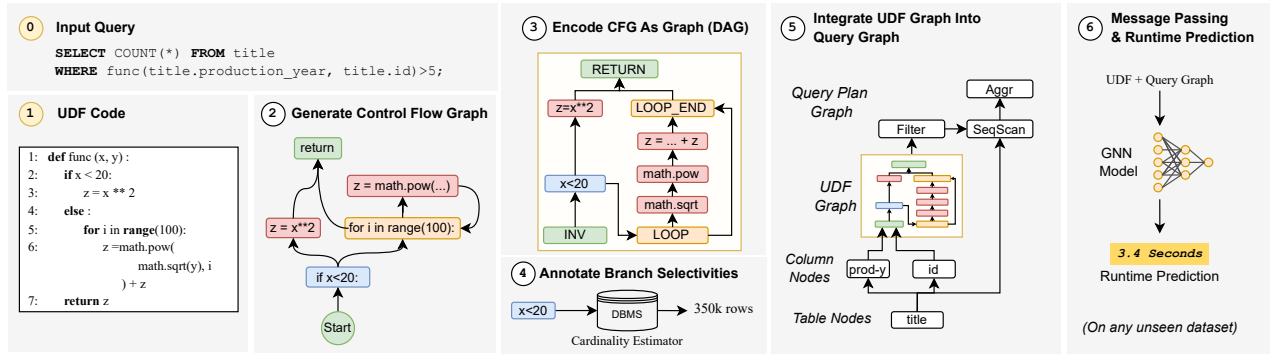 0 Input Query
SELECT COUNT(*) FROM title
WHERE func(title.production_year, title.id)>5;
1 UDF Code
1: def func (x, y) :
2: if x < 20:
3: z = x ** 2
4: else :
5: for i in range(100):
6: z =math.pow(
math.sqrt(y), i
) + z
7: return z
2 Generate Control Flow Graph
return
z = math.pow(...)
z = x**2
for i in range(100):
if x<20:
Start
3 Encode CFG As Graph (DAG)
RETURN
z=x**2
LOOP_END
z = ... + z
math.pow
x<20
math.sqrt
INV
LOOP
4 Annotate Branch Selectivities
x<20
DBMS
350k rows
Cardinality Estimator
5 Integrate UDF Graph Into
Query Graph
Query Plan
Graph
Aggr
Filter
SeqScan
UDF
Graph
Column
Nodes
prod-y
id
Table Nodes
title
6 Message Passing
& Runtime Prediction
UDF + Query Graph
GNN
Model
3.4 Seconds
Runtime Prediction
(On any unseen dataset)